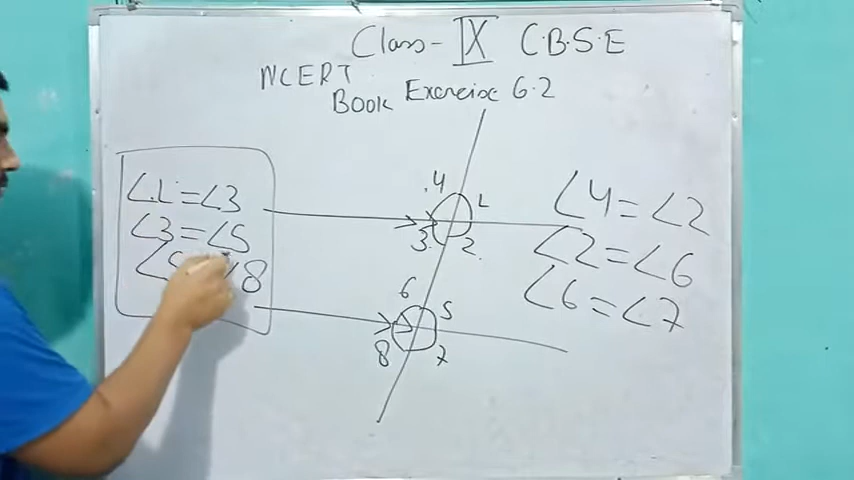 Class - IX C.B.S.E
NCERT
Book Exercise 6.2
∠1 = ∠3
∠3 = ∠5
8
4
1
3
2
6
5
8
7
∠4 = ∠2
∠2 = ∠6
∠6 = ∠7